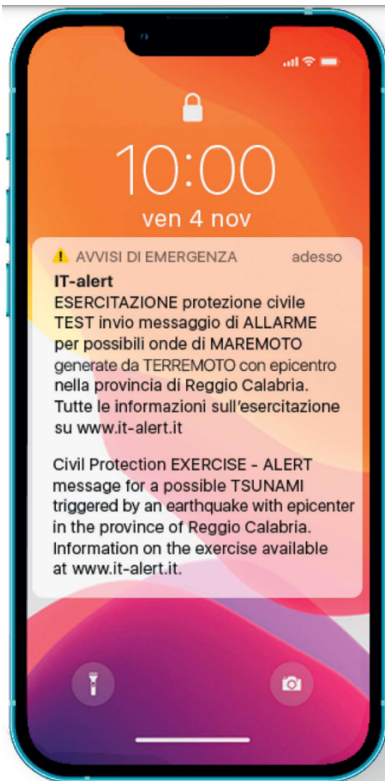 10:00
ven 4 nov
AVVISI DI EMERGENZA adesso
IT-alert
ESERCITAZIONE protezione civile
TEST invio messaggio di ALLARME
per possibili onde di MAREMOTO
generate da TERREMOTO con epicentro
nella provincia di Reggio Calabria.
Tutte le informazioni sull'esercitazione
su www.it-alert.it
Civil Protection EXERCISE - ALERT
message for a possible TSUNAMI
triggered by an earthquake with epicenter
in the province of Reggio Calabria.
Information on the exercise available
at www.it-alert.it.